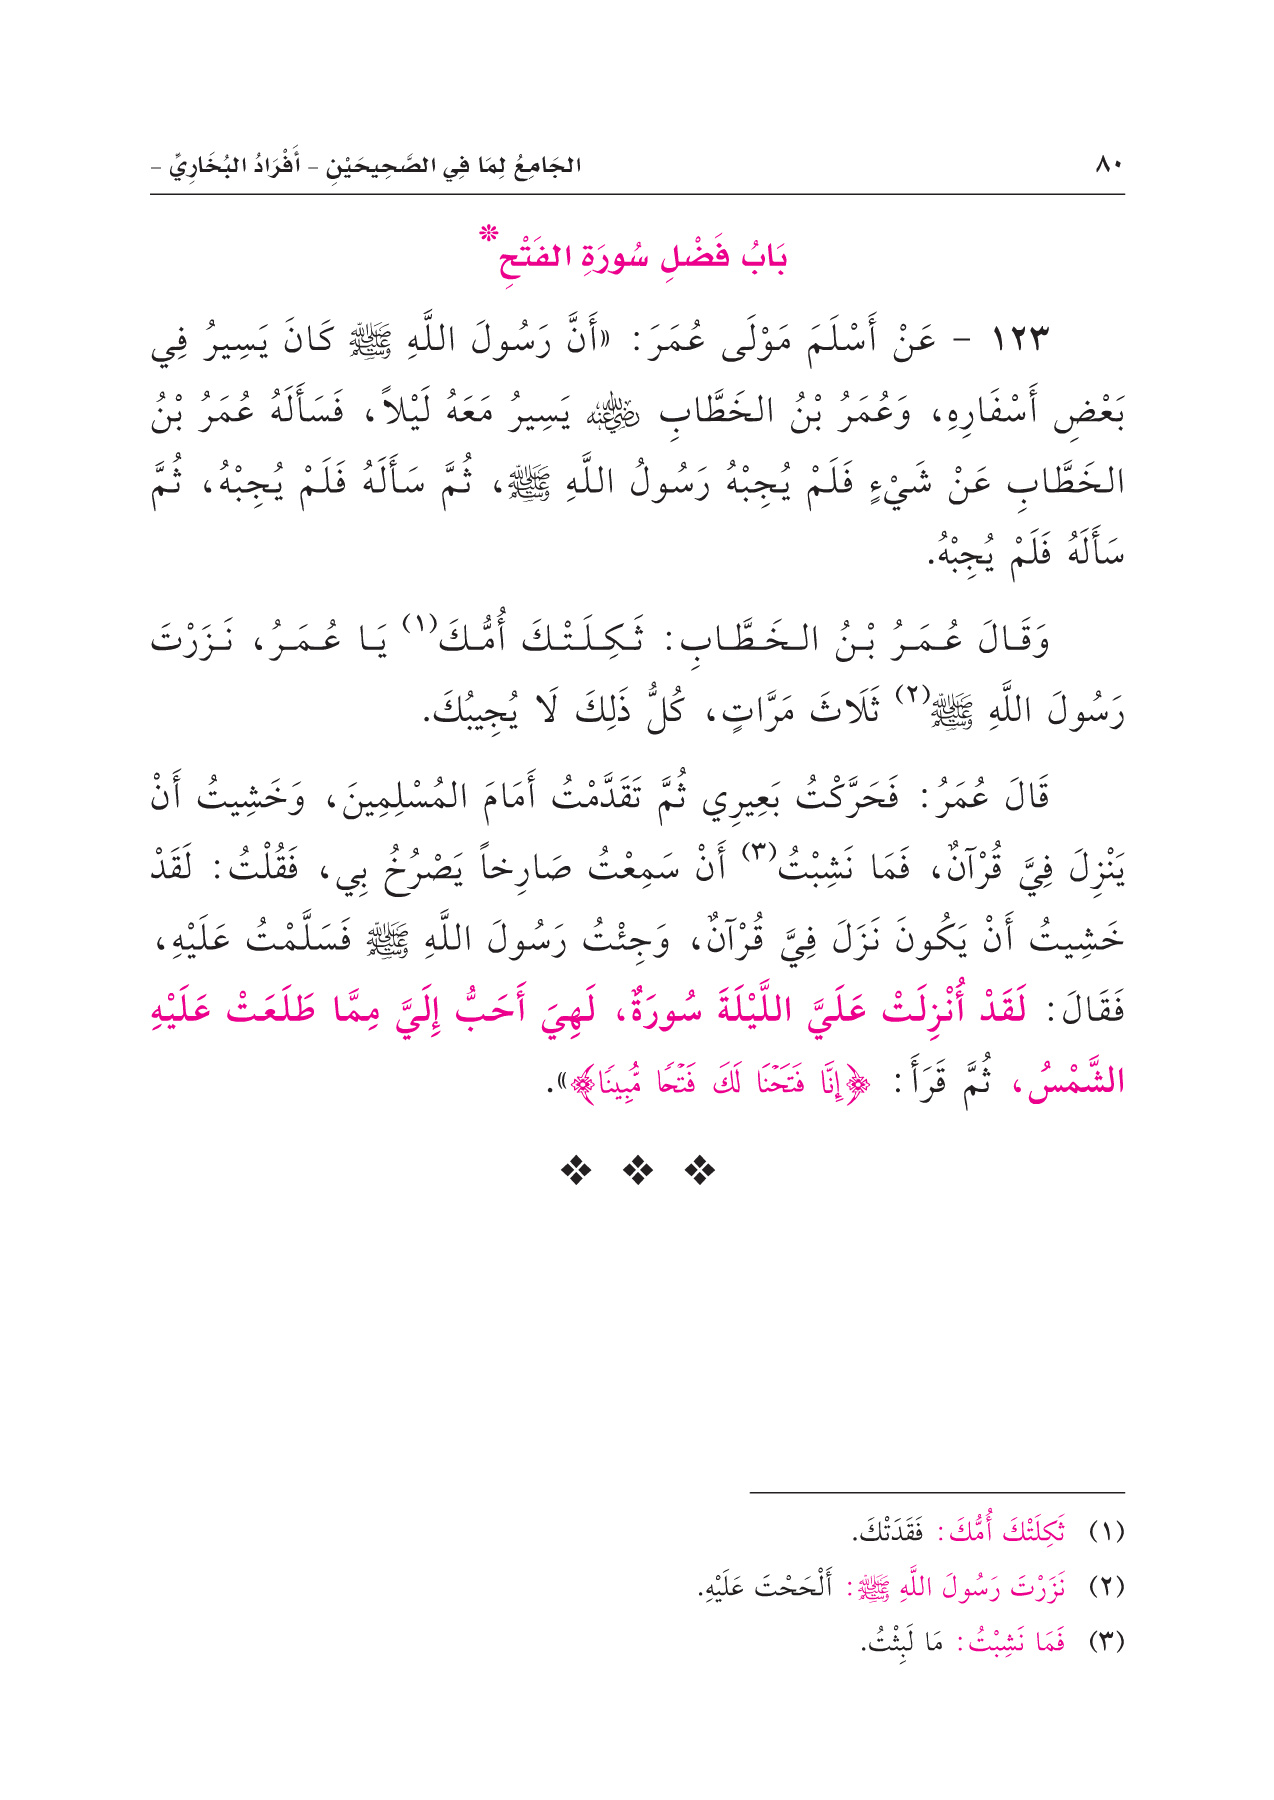 ٨٠ الجَامِعُ لِمَا فِي الصَّحِيحَيْنِ - أَفْرَادُ البُخَارِيِّ -
بَابُ فَضْلِ سُورَةِ الفَتْحِ*
١٢٣ - عَنْ أَسْلَمَ مَوْلَى عُمَرَ: «أَنَّ رَسُولَ اللَّهِ ﷺ كَانَ يَسِيرُ فِي
بَعْضِ أَسْفَارِهِ، وَعُمَرُ بْنُ الخَطَّابِ رَضِيَ اللَّهُ عَنْهُ يَسِيرُ مَعَهُ لَيْلاً، فَسَأَلَهُ عُمَرُ بْنُ
الخَطَّابِ عَنْ شَيْءٍ فَلَمْ يُجِبْهُ رَسُولُ اللَّهِ ﷺ، ثُمَّ سَأَلَهُ فَلَمْ يُجِبْهُ، ثُمَّ
سَأَلَهُ فَلَمْ يُجِبْهُ.
وَقَالَ عُمَرُ بْنُ الخَطَّابِ: ثَكِلَتْكَ أُمُّكَ(١) يَا عُمَرُ، نَزَرْتَ
رَسُولَ اللَّهِ ﷺ(٢) ثَلَاثَ مَرَّاتٍ، كُلُّ ذَلِكَ لَا يُجِيبُكَ.
قَالَ عُمَرُ: فَحَرَّكْتُ بَعِيرِي ثُمَّ تَقَدَّمْتُ أَمَامَ المُسْلِمِينَ، وَخَشِيتُ أَنْ
يَنْزِلَ فِيَّ قُرْآنٌ، فَمَا نَشِبْتُ(٣) أَنْ سَمِعْتُ صَارِخاً يَصْرُخُ بِي، فَقُلْتُ: لَقَدْ
خَشِيتُ أَنْ يَكُونَ نَزَلَ فِيَّ قُرْآنٌ، وَجِئْتُ رَسُولَ اللَّهِ ﷺ فَسَلَّمْتُ عَلَيْهِ،
فَقَالَ: لَقَدْ أُنْزِلَتْ عَلَيَّ اللَّيْلَةَ سُورَةٌ، لَهِيَ أَحَبُّ إِلَيَّ مِمَّا طَلَعَتْ عَلَيْهِ
الشَّمْسُ، ثُمَّ قَرَأَ: ﴿إِنَّا فَتَحْنَا لَكَ فَتْحًا مُّبِينًا﴾».
(١) ثَكِلَتْكَ أُمُّكَ: فَقَدَتْكَ.
(٢) نَزَرْتَ رَسُولَ اللَّهِ ﷺ: أَلْحَحْتَ عَلَيْهِ.
(٣) فَمَا نَشِبْتُ: مَا لَبِثْتُ.